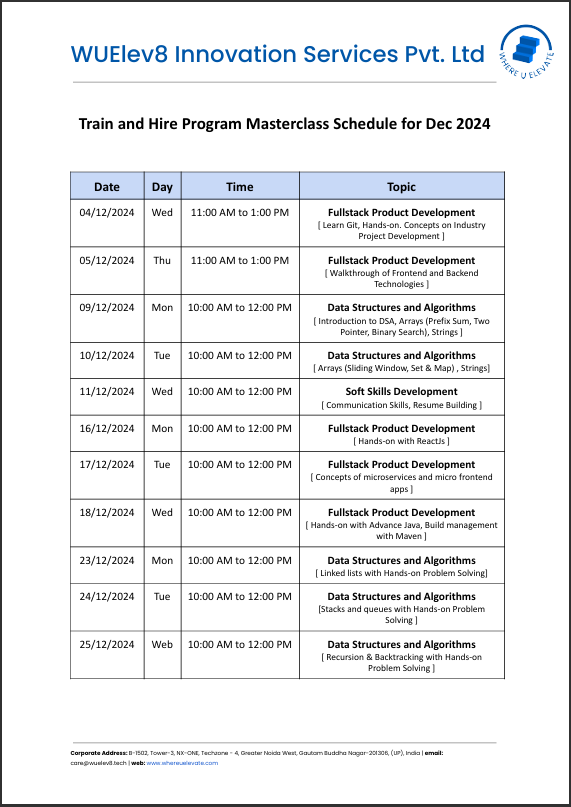 WUElev8 Innovation Services Pvt. Ltd
WHERE U ELEVATE
Train and Hire Program Masterclass Schedule for Dec 2024
Date Day Time Topic
04/12/2024 Wed 11:00 AM to 1:00 PM Fullstack Product Development
[ Learn Git, Hands-on. Concepts on Industry
Project Development ]
05/12/2024 Thu 11:00 AM to 1:00 PM Fullstack Product Development
[ Walkthrough of Frontend and Backend
Technologies ]
09/12/2024 Mon 10:00 AM to 12:00 PM Data Structures and Algorithms
[ Introduction to DSA, Arrays (Prefix Sum, Two
Pointer, Binary Search), Strings ]
10/12/2024 Tue 10:00 AM to 12:00 PM Data Structures and Algorithms
[ Arrays (Sliding Window, Set & Map) , Strings]
11/12/2024 Wed 10:00 AM to 12:00 PM Soft Skills Development
[ Communication Skills, Resume Building ]
16/12/2024 Mon 10:00 AM to 12:00 PM Fullstack Product Development
[ Hands-on with ReactJs ]
17/12/2024 Tue 10:00 AM to 12:00 PM Fullstack Product Development
[ Concepts of microservices and micro frontend
apps ]
18/12/2024 Wed 10:00 AM to 12:00 PM Fullstack Product Development
[ Hands-on with Advance Java, Build management
with Maven ]
23/12/2024 Mon 10:00 AM to 12:00 PM Data Structures and Algorithms
[ Linked lists with Hands-on Problem Solving]
24/12/2024 Tue 10:00 AM to 12:00 PM Data Structures and Algorithms
[Stacks and queues with Hands-on Problem
Solving ]
25/12/2024 Web 10:00 AM to 12:00 PM Data Structures and Algorithms
[ Recursion & Backtracking with Hands-on
Problem Solving ]
Corporate Address: B-1502, Tower-3, NX-ONE, Techzone - 4, Greater Noida West, Gautam Buddha Nagar-201306, (UP), India | email:
care@wuelev8.tech | web: www.whereuelevate.com